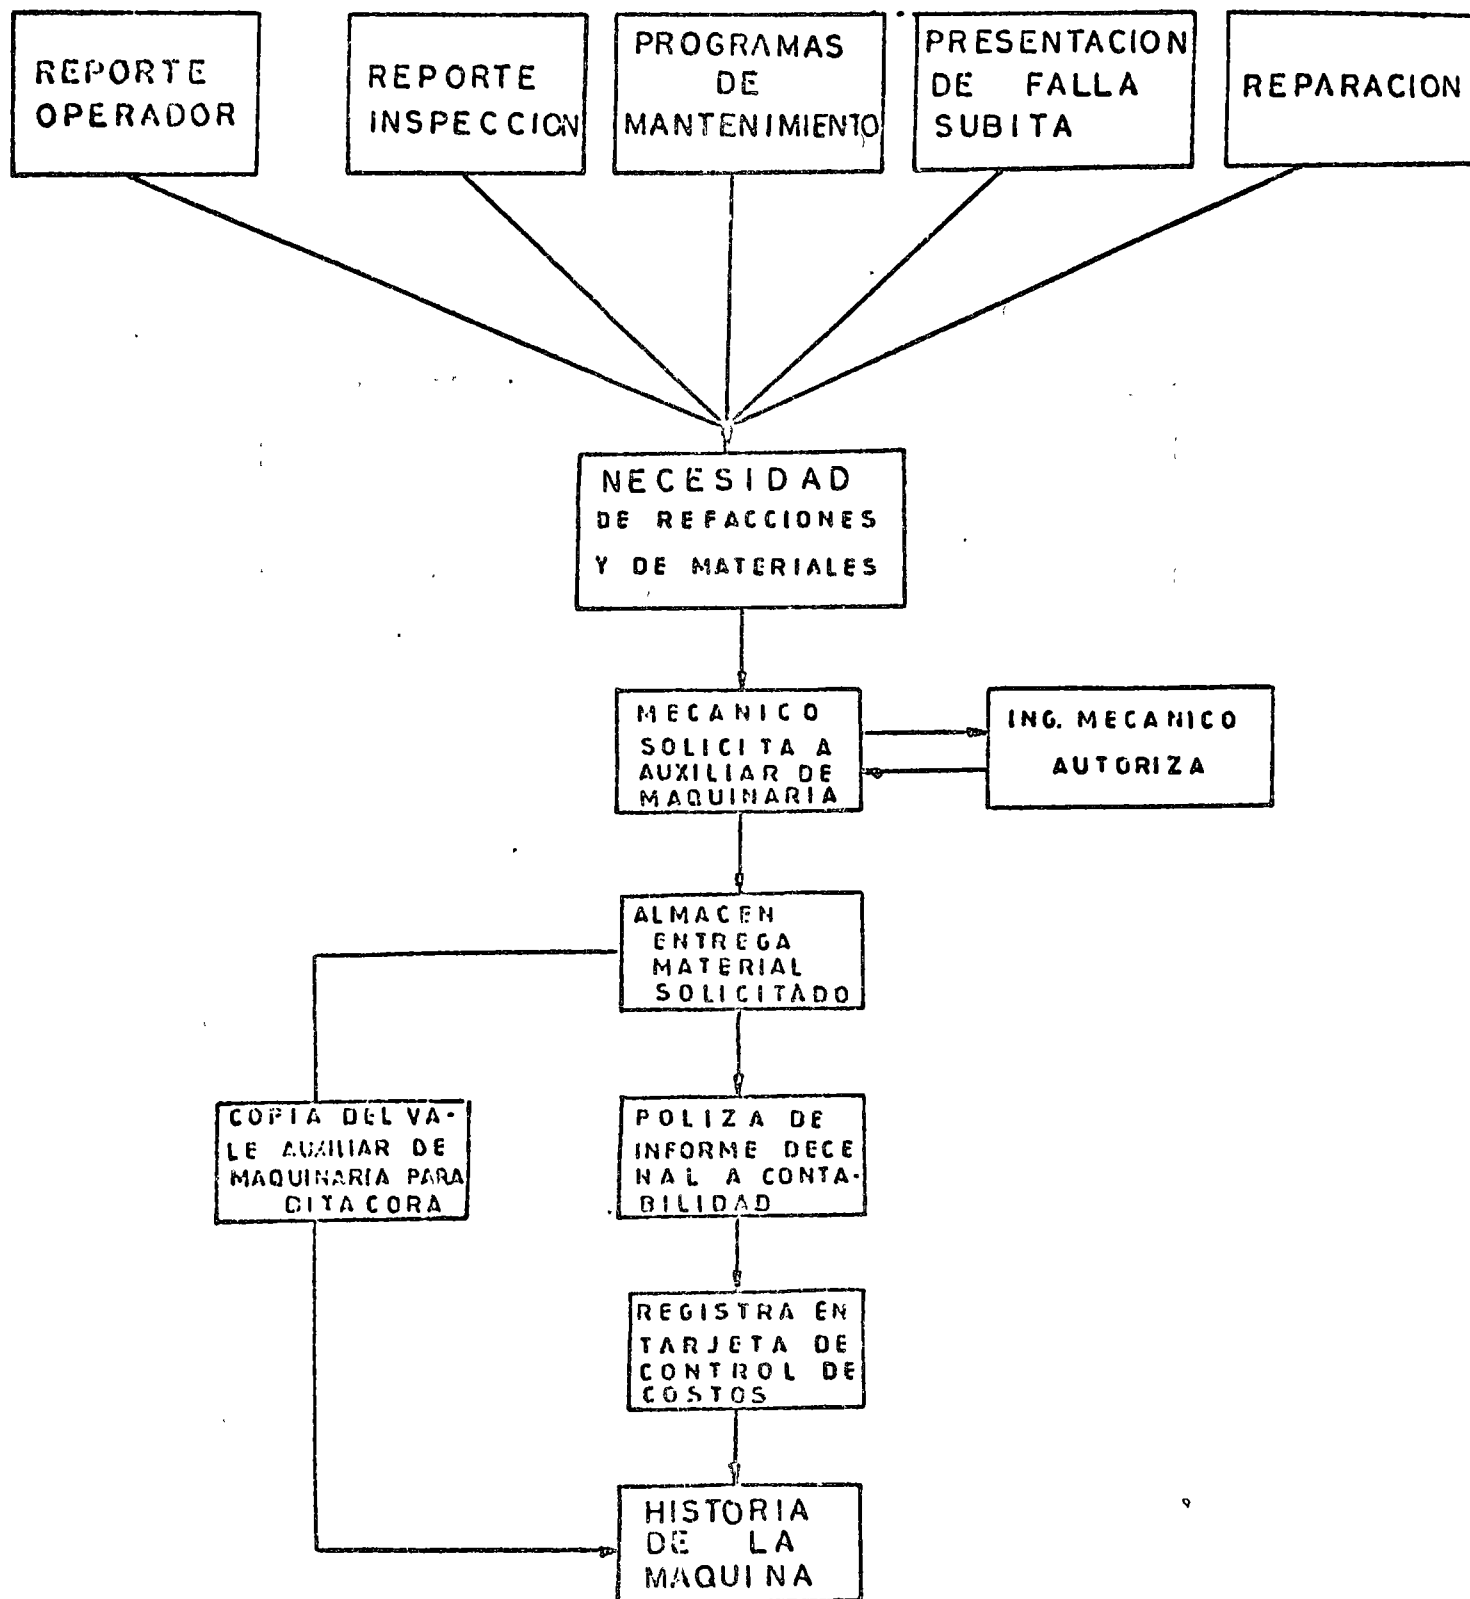 REPORTE
OPERADOR
REPORTE
INSPECCION
PROGRAMAS
DE
MANTENIMIENTO
PRESENTACION
DE FALLA
SUBITA
REPARACION
NECESIDAD
DE REFACCIONES
Y DE MATERIALES
MECANICO
SOLICITA A
AUXILIAR DE
MAQUINARIA
ING. MECANICO
AUTORIZA
ALMACEN
ENTREGA
MATERIAL
SOLICITADO
COPIA DEL VA-
LE AUXILIAR DE
MAQUINARIA PARA
BITACORA
POLIZA DE
INFORME DECE
NAL A CONTA-
BILIDAD
REGISTRA EN
TARJETA DE
CONTROL DE
COSTOS
HISTORIA
DE LA
MAQUINA